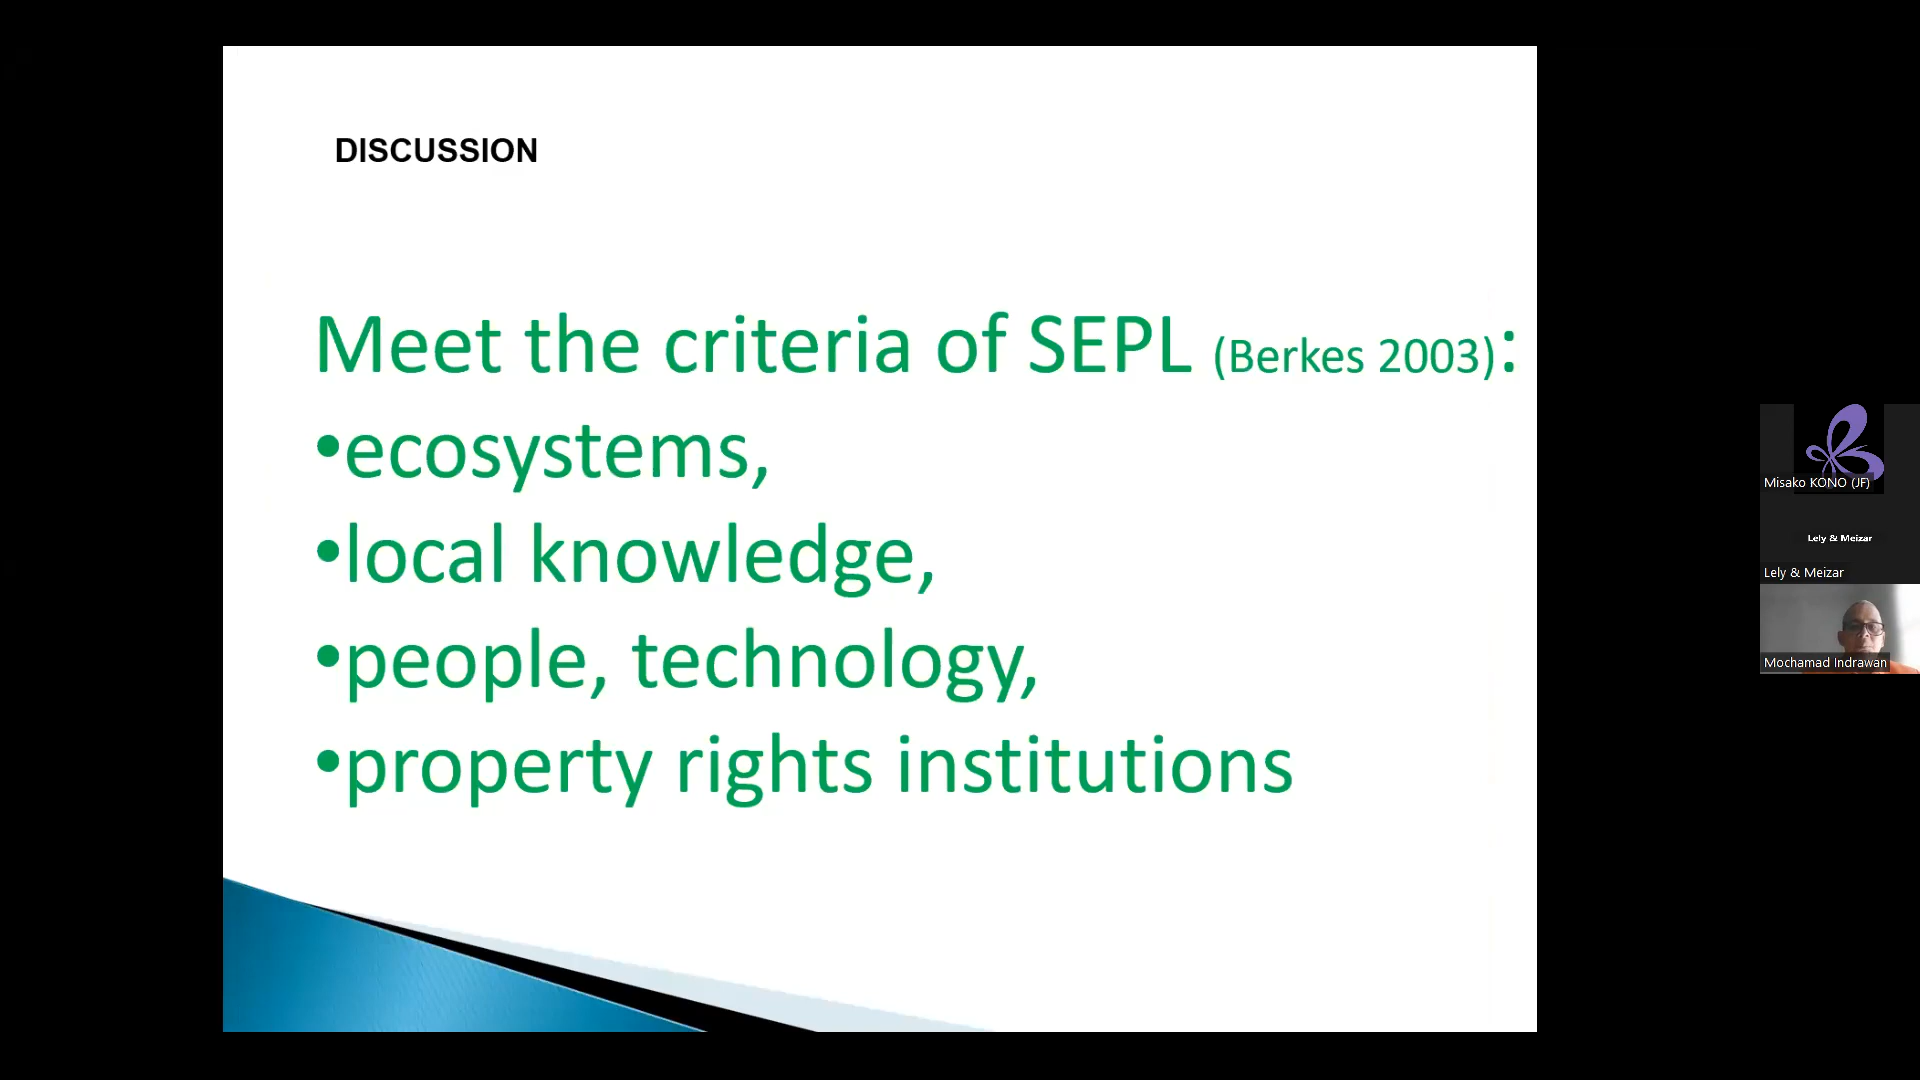 DISCUSSION
Meet the criteria of SEPL (Berkes 2003):
•ecosystems,
•local knowledge,
•people, technology,
•property rights institutions
Misako KONO (JF)
Lely & Meizar
Lely & Meizar
Mochamad Indrawan